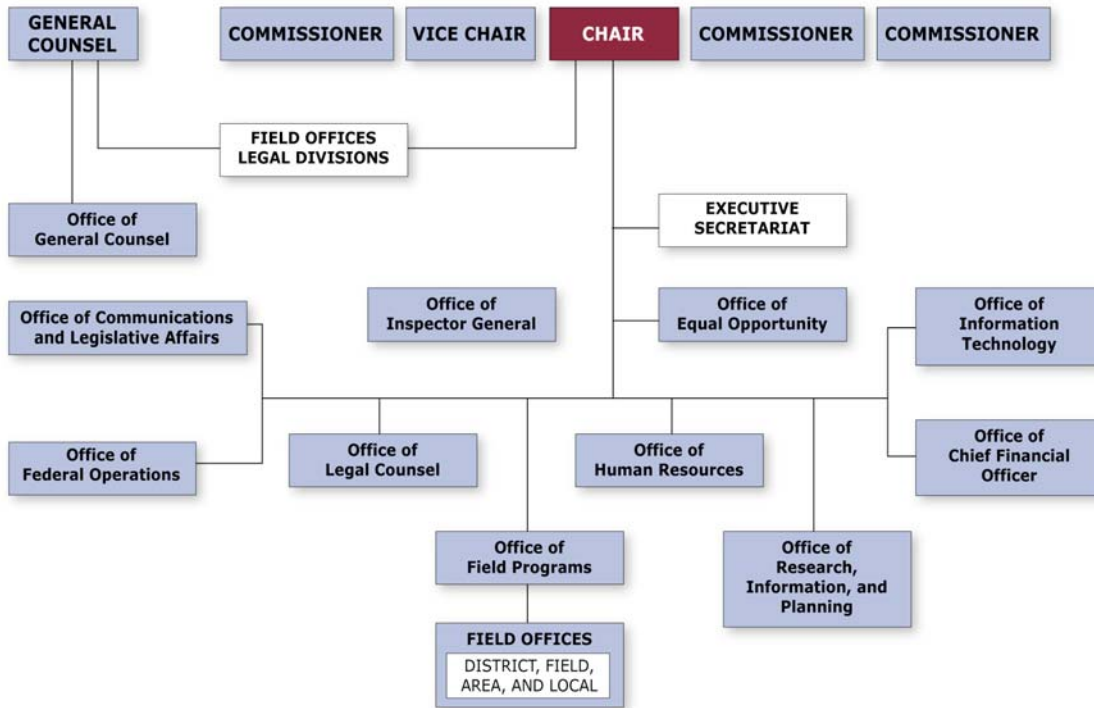 GENERAL
COUNSEL
COMMISSIONER
VICE CHAIR
CHAIR
COMMISSIONER
COMMISSIONER
FIELD OFFICES
LEGAL DIVISIONS
Office of
General Counsel
EXECUTIVE
SECRETARIAT
Office of Communications
and Legislative Affairs
Office of
Inspector General
Office of
Equal Opportunity
Office of
Information
Technology
Office of
Federal Operations
Office of
Legal Counsel
Office of
Human Resources
Office of
Chief Financial
Officer
Office of
Field Programs
Office of
Research,
Information, and
Planning
FIELD OFFICES
DISTRICT, FIELD,
AREA, AND LOCAL